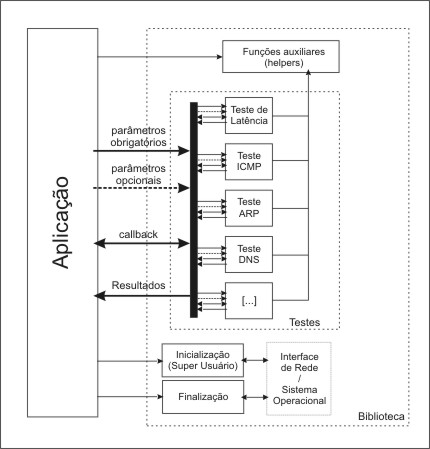 Aplicação
Funções auxiliares
(helpers)
parâmetros
obrigatórios
parâmetros
opcionais
callback
Resultados
Teste de
Latência
Teste
ICMP
Teste
ARP
Teste
DNS
[...]
Testes
Inicialização
(Super Usuário)
Finalização
Interface
de Rede
/
Sistema
Operacional
Biblioteca